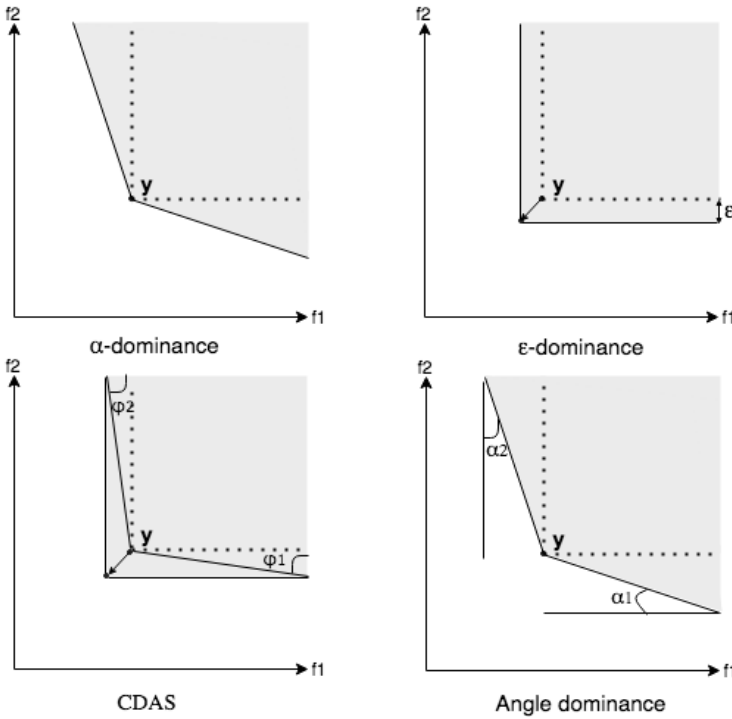 f2
y
f1
α-dominance
f2
y
ε
f1
ε-dominance
f2
φ2
y
φ1
f1
CDAS
f2
α2
y
α1
f1
Angle dominance